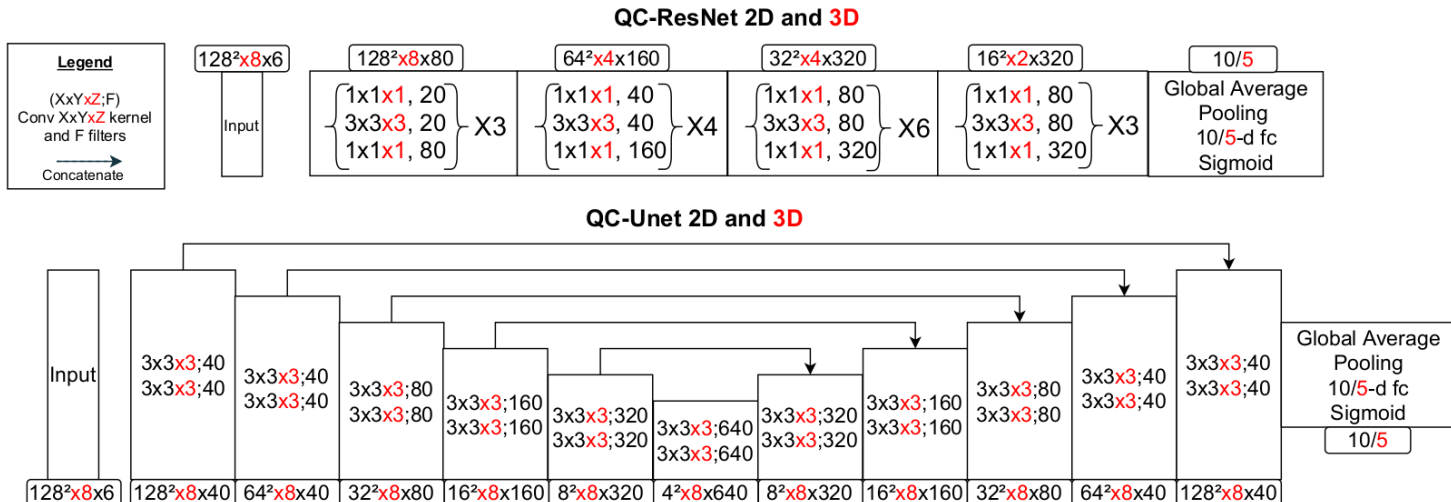 QC-ResNet 2D and 3D
Legend
(XxYxZ;F)
Conv XxYxZ kernel
and F filters
Concatenate
128²x8x6
Input
128²x8x80
1x1x1, 20
3x3x3, 20
1x1x1, 80
X3
64²x4x160
1x1x1, 40
3x3x3, 40
1x1x1, 160
X4
32²x4x320
1x1x1, 80
3x3x3, 80
1x1x1, 320
X6
16²x2x320
1x1x1, 80
3x3x3, 80
1x1x1, 320
X3
10/5
Global Average
Pooling
10/5-d fc
Sigmoid
QC-Unet 2D and 3D
Input
128²x8x6
3x3x3;40
3x3x3;40
128²x8x40
3x3x3;40
3x3x3;40
64²x8x40
3x3x3;80
3x3x3;80
32²x8x80
3x3x3;160
3x3x3;160
16²x8x160
3x3x3;320
3x3x3;320
8²x8x320
3x3x3;640
3x3x3;640
4²x8x640
3x3x3;320
3x3x3;320
8²x8x320
3x3x3;160
3x3x3;160
16²x8x160
3x3x3;80
3x3x3;80
32²x8x80
3x3x3;40
3x3x3;40
64²x8x40
3x3x3;40
3x3x3;40
128²x8x40
Global Average
Pooling
10/5-d fc
Sigmoid
10/5